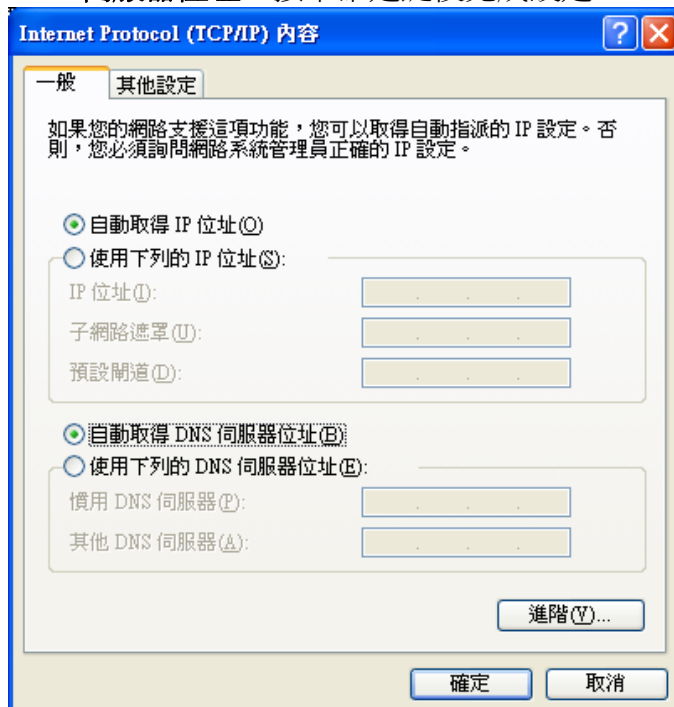 Internet Protocol (TCP/IP) 內容
一般
其他設定
如果您的網路支援這項功能，您可以取得自動指派的 IP 設定。否
則，您必須詢問網路系統管理員正確的 IP 設定。
自動取得 IP 位址(O)
使用下列的 IP 位址(S):
IP 位址(I):
子網路遮罩(U):
預設閘道(D):
自動取得 DNS 伺服器位址(B)
使用下列的 DNS 伺服器位址(E):
慣用 DNS 伺服器(P):
其他 DNS 伺服器(A):
進階(V)...
確定
取消